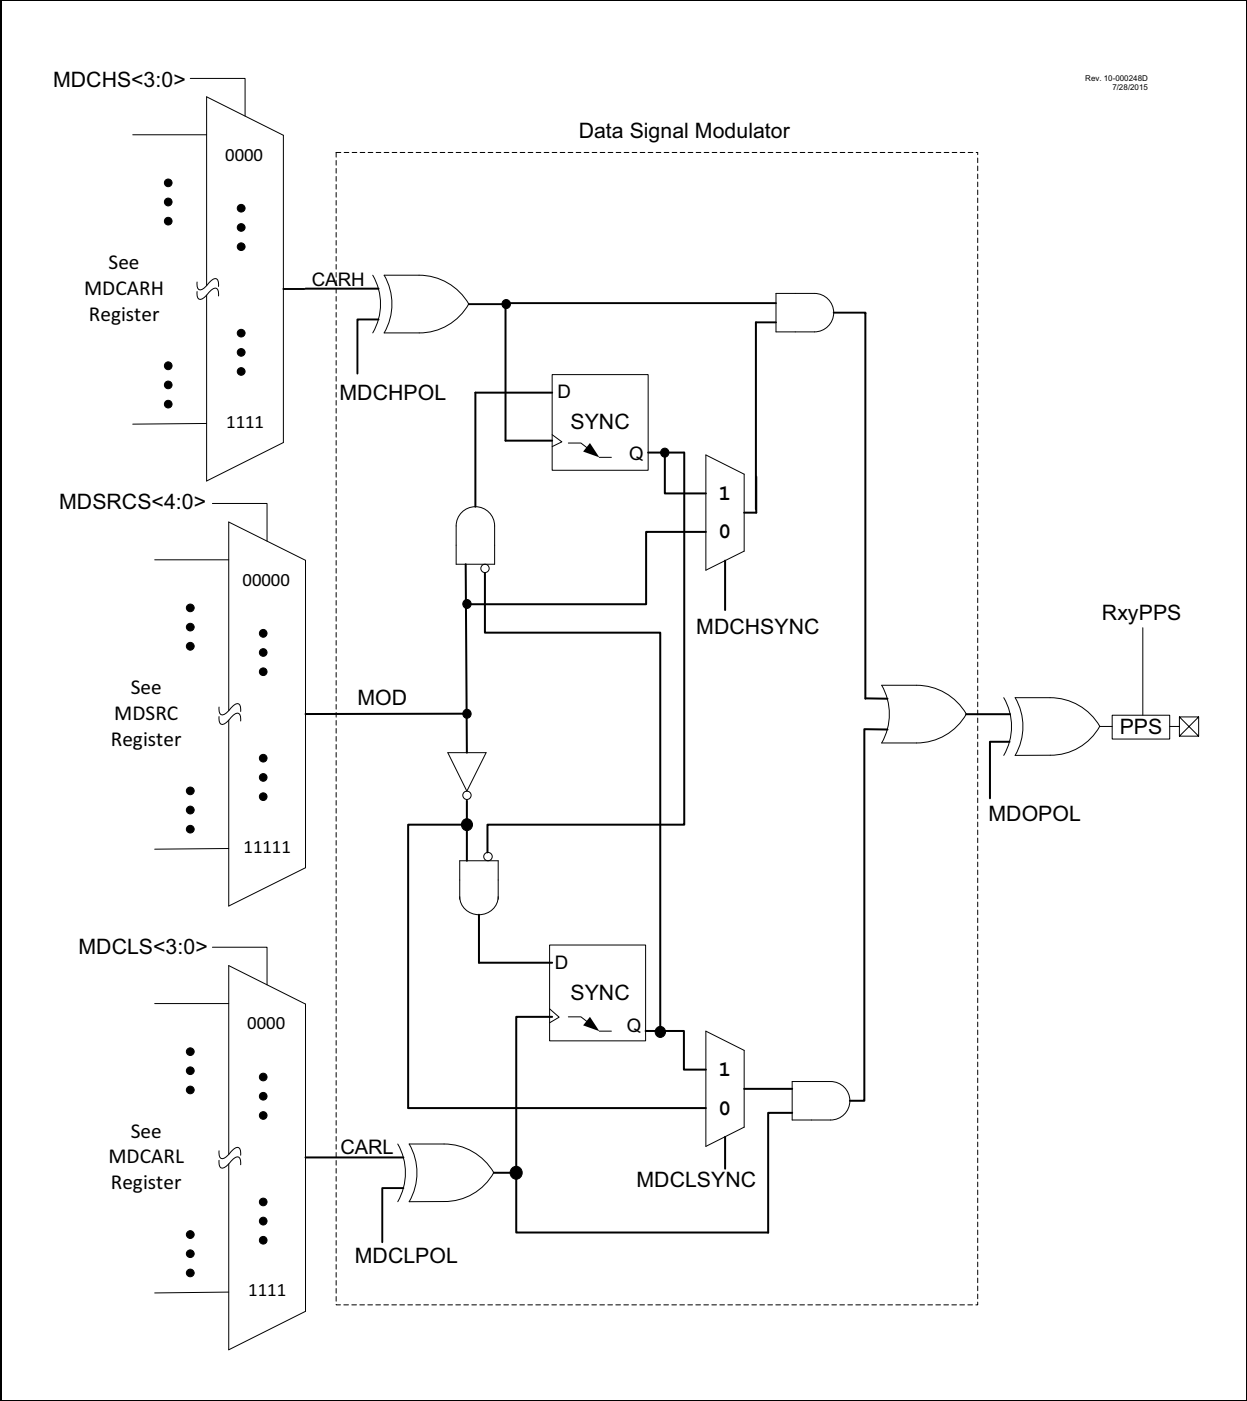 MDCHS<3:0>
Rev. 10-000248D
7/28/2015
Data Signal Modulator
0000
See
MDCARH
Register
CARH
MDCHPOL
D
SYNC
Q
1111
1
0
MDCHSYNC
MDSRCS<4:0>
00000
See
MDSRC
Register
MOD
RxyPPS
PPS
MDOPOL
11111
MDCLS<3:0>
D
SYNC
Q
0000
1
0
See
MDCARL
Register
CARL
MDCLSYNC
MDCLPOL
1111